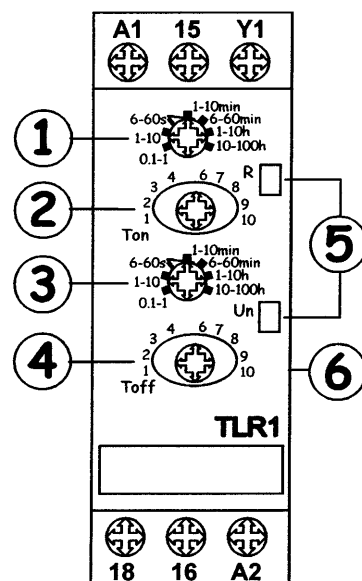 A1 15 Y1
1-10min
6-60s 6-60min
1 1-10 1-10h
0.1-1 10-100h
R
4 6 7
3 8
2 2 9
1 10
Ton
5
1-10min
6-60s 6-60min
3 1-10 1-10h
0.1-1 10-100h
Un
4 6 7
3 8
4 2 9 6
1 10
Toff
TLR1
18 16 A2